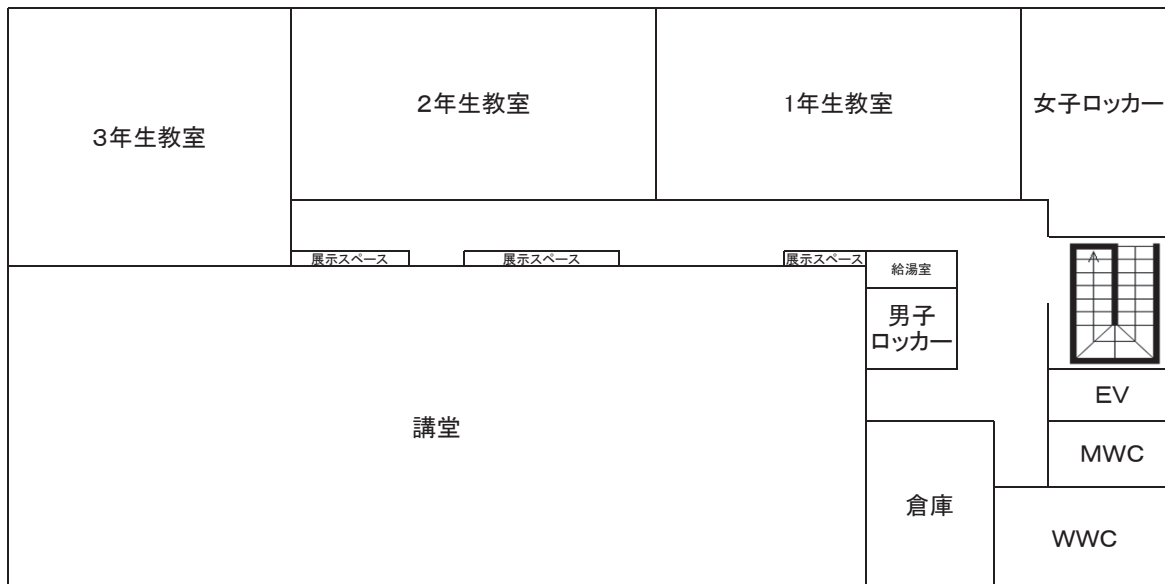 3年生教室
2年生教室
1年生教室
女子ロッカー
展示スペース
展示スペース
展示スペース
給湯室
男子
ロッカー
講堂
EV
MWC
倉庫
WWC